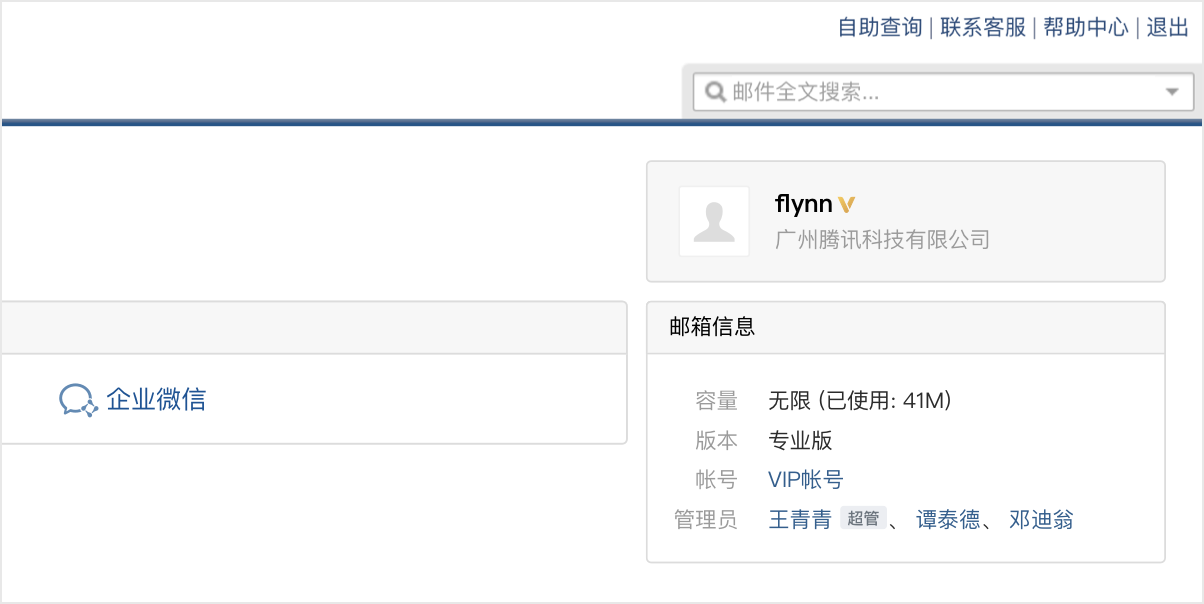 自助查询 | 联系客服 | 帮助中心 | 退出
邮件全文搜索...
flynn
广州腾讯科技有限公司
企业微信
邮箱信息
容量 无限 (已使用: 41M)
版本 专业版
帐号 VIP帐号
管理员 王青青 超管 、 谭泰德、 邓迪翁